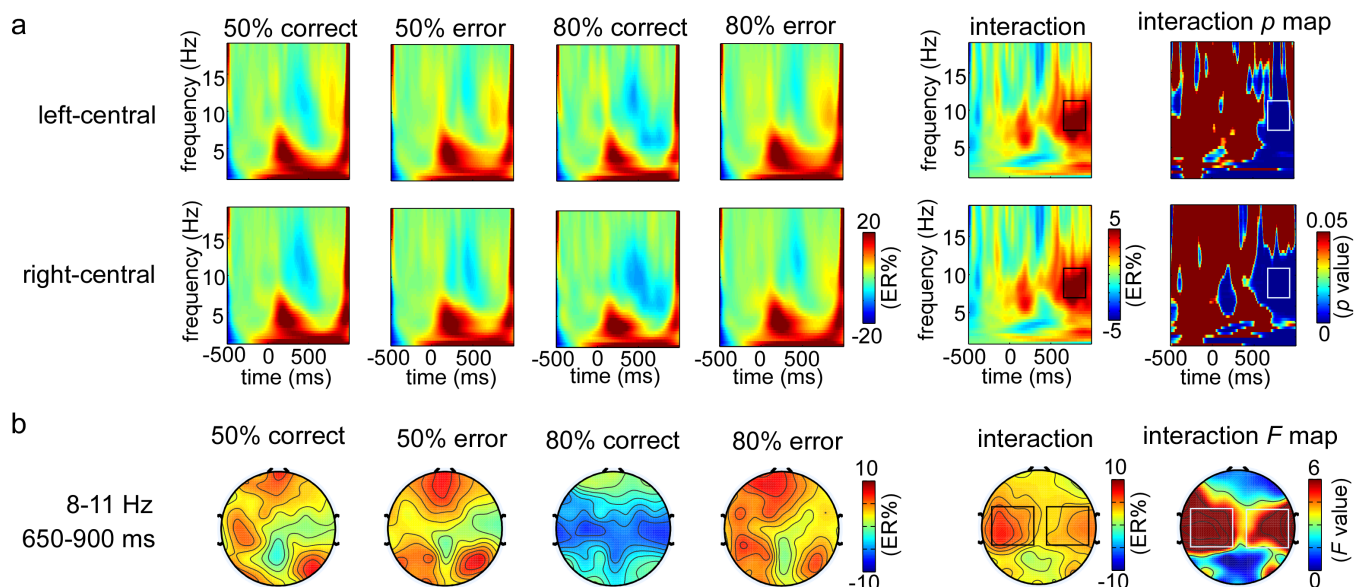 a
50% correct
50% error
80% correct
80% error
interaction
interaction p map
left-central
frequency (Hz)
15
10
5
frequency (Hz)
15
10
5
right-central
frequency (Hz)
15
10
5
-500 0 500
time (ms)
-500 0 500
time (ms)
-500 0 500
time (ms)
-500 0 500
time (ms)
20
-20
(ER%)
frequency (Hz)
15
10
5
-500 0 500
time (ms)
5
-5
(ER%)
-500 0 500
time (ms)
0.05
0
(p value)
b
50% correct
50% error
80% correct
80% error
interaction
interaction F map
8-11 Hz
650-900 ms
10
-10
(ER%)
10
-10
(ER%)
6
0
(F value)